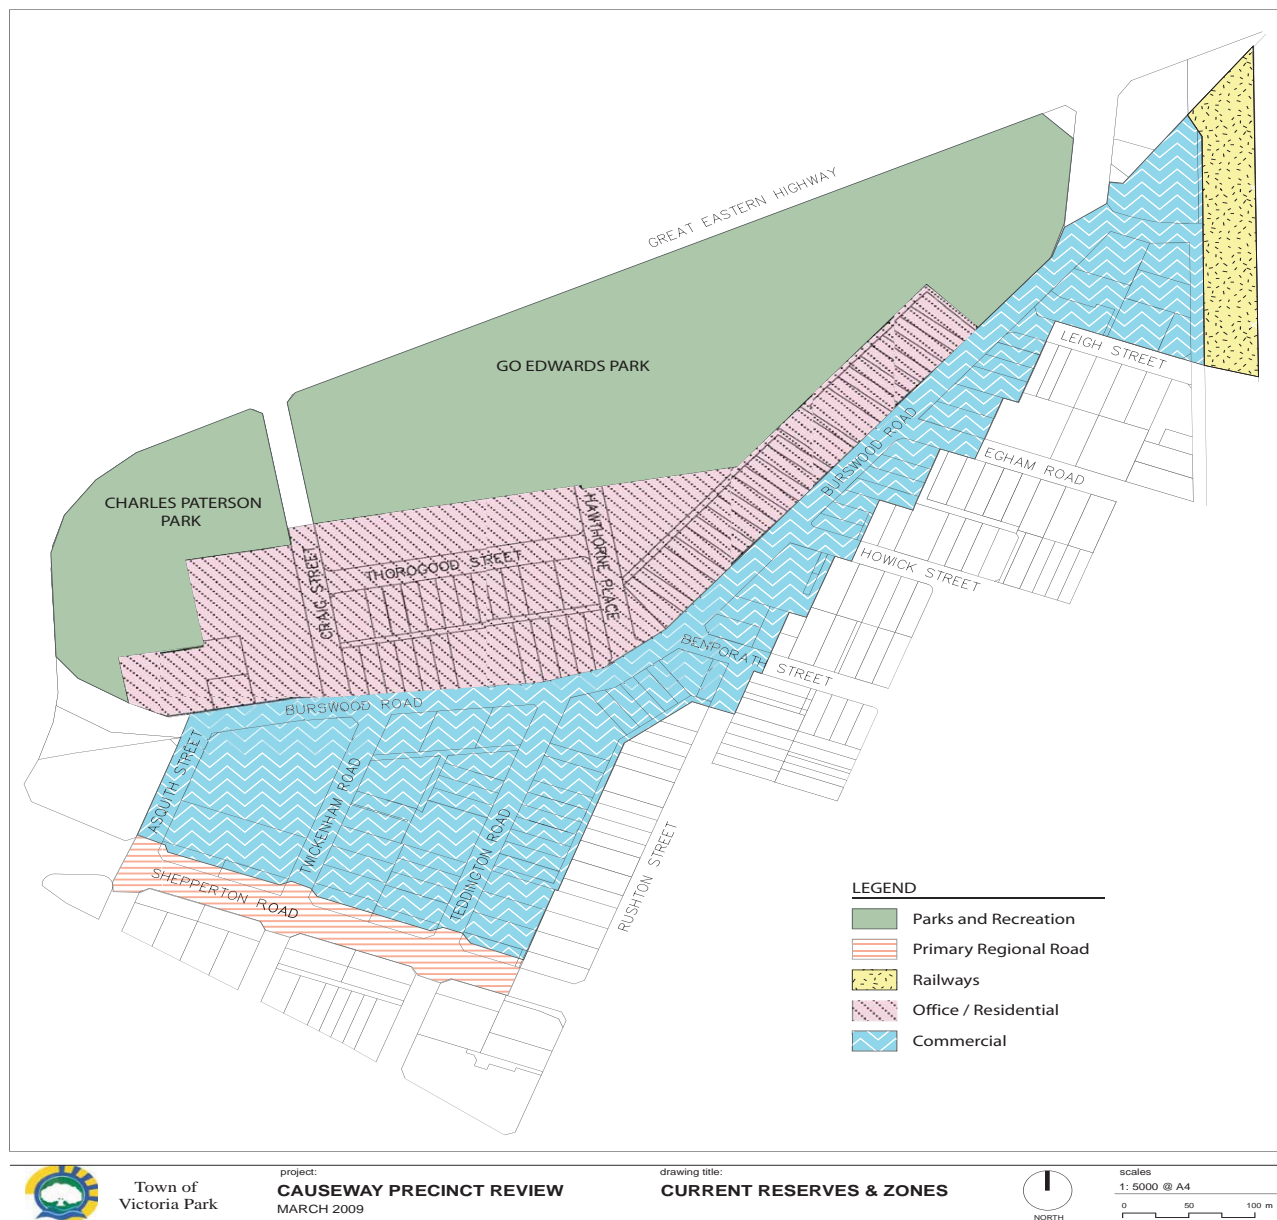 GREAT EASTERN HIGHWAY
LEIGH STREET
GO EDWARDS PARK
BURSWOOD ROAD
EGHAM ROAD
CHARLES PATERSON
PARK
HAWTHORNE PLACE
THOROGOOD STREET
CRAIG STREET
HOWICK STREET
BENPORATH STREET
BURSWOOD ROAD
ASQUITH STREET
TWICKENHAM ROAD
TEDDINGTON ROAD
RUSHTON STREET
SHEPPERTON ROAD
LEGEND
Parks and Recreation
Primary Regional Road
Railways
Office / Residential
Commercial
Town of
Victoria Park
project:
CAUSEWAY PRECINCT REVIEW
MARCH 2009
drawing title:
CURRENT RESERVES & ZONES
NORTH
scales
1: 5000 @ A4
0 50 100 m